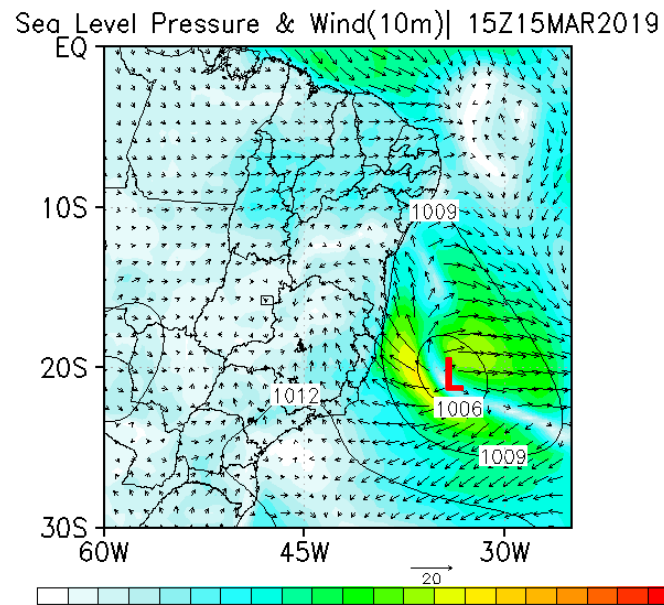 Sea Level Pressure & Wind(10m)| 15Z15MAR2019
EQ
1009
10S
20S
L
1012
1006
1009
30S
60W
45W
30W
20